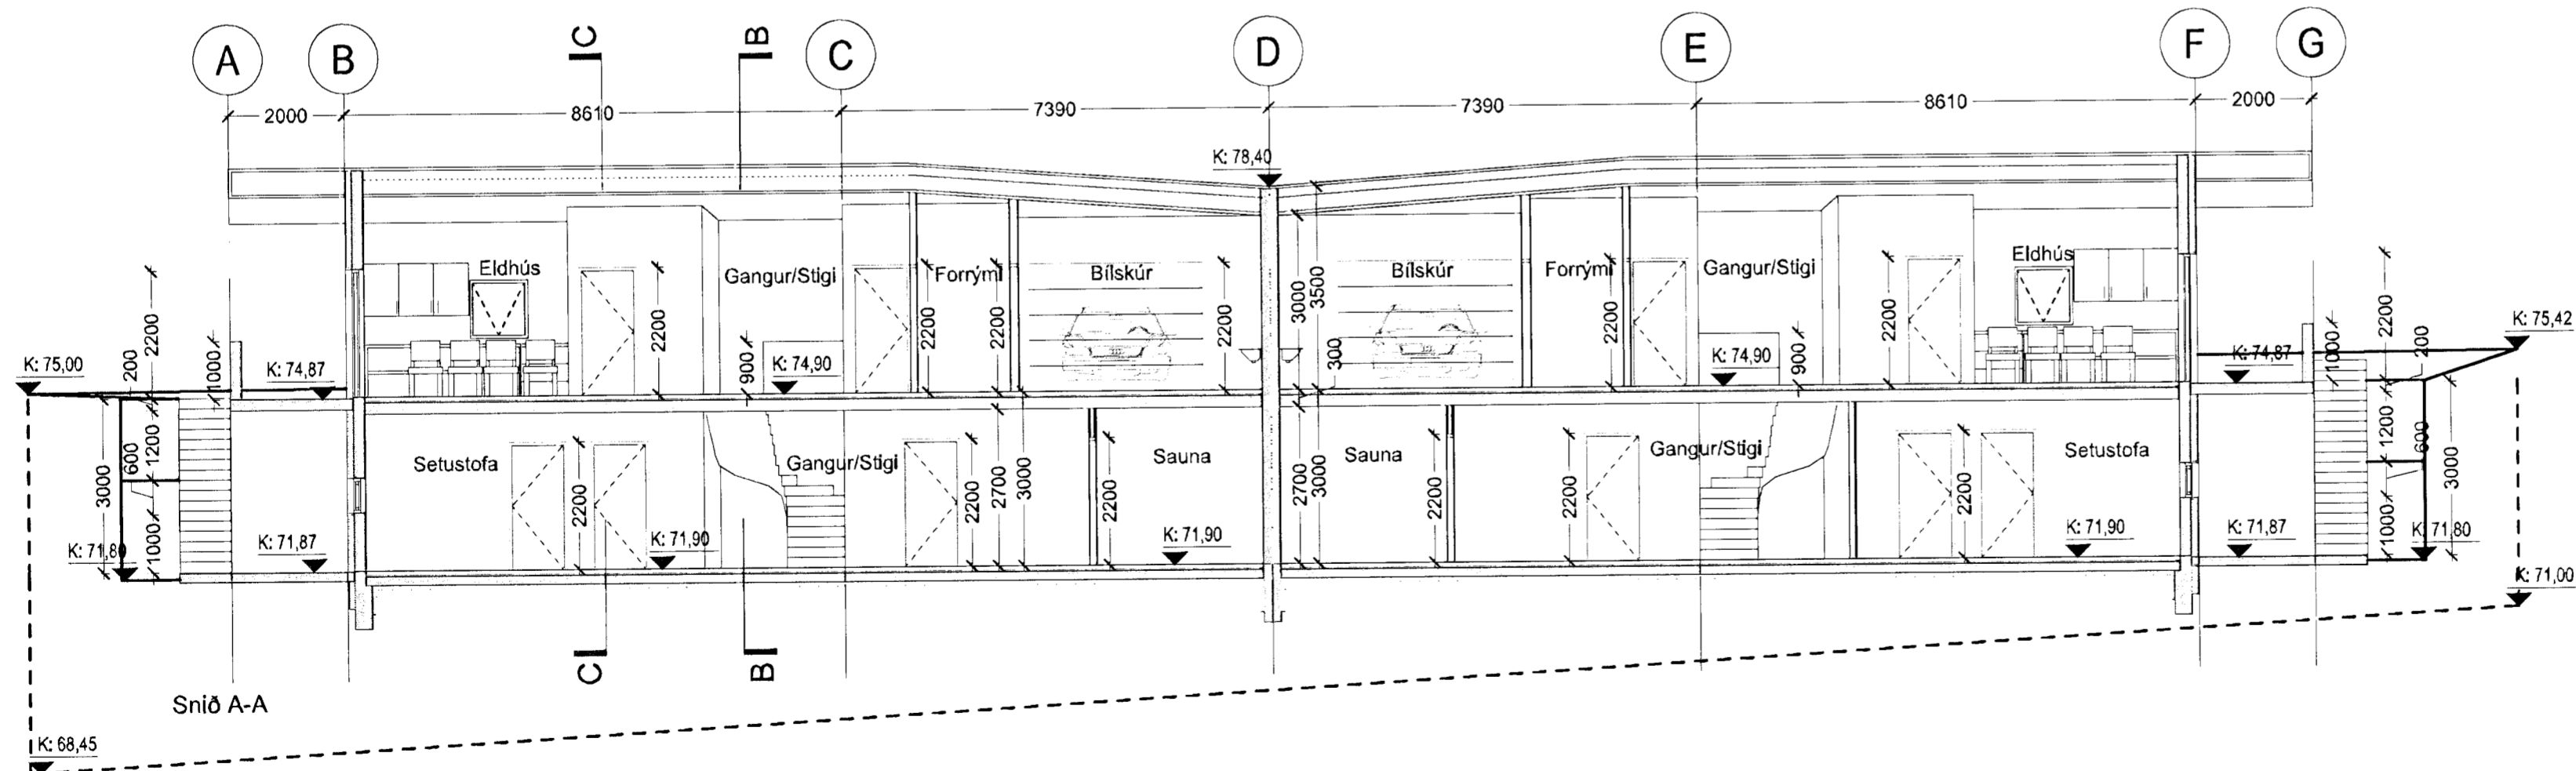 A B C B C D E F G
2000 8610 7390 7390 8610 2000
K: 78,40
Eldhús Gangur/Stigi Forrými Bílskúr Bílskúr Forrými Gangur/Stigi Eldhús
2200 2200 2200 2200 2200 3000 3500 2200 2200 2200
K: 75,00 200 1000 K: 74,87 900 K: 74,90 300 K: 74,90 900 K: 74,87 1000 200 K: 75,42
Setustofa Gangur/Stigi Sauna Sauna Gangur/Stigi Setustofa
3000 600 1200 2200 2200 2700 3000 2200 2700 3000 2200 2200 2200 1200 600 3000
K: 71,80 1000 K: 71,87 K: 71,90 K: 71,90 K: 71,90 K: 71,87 1000 K: 71,80
K: 71,00
C B
Snið A-A
K: 68,45